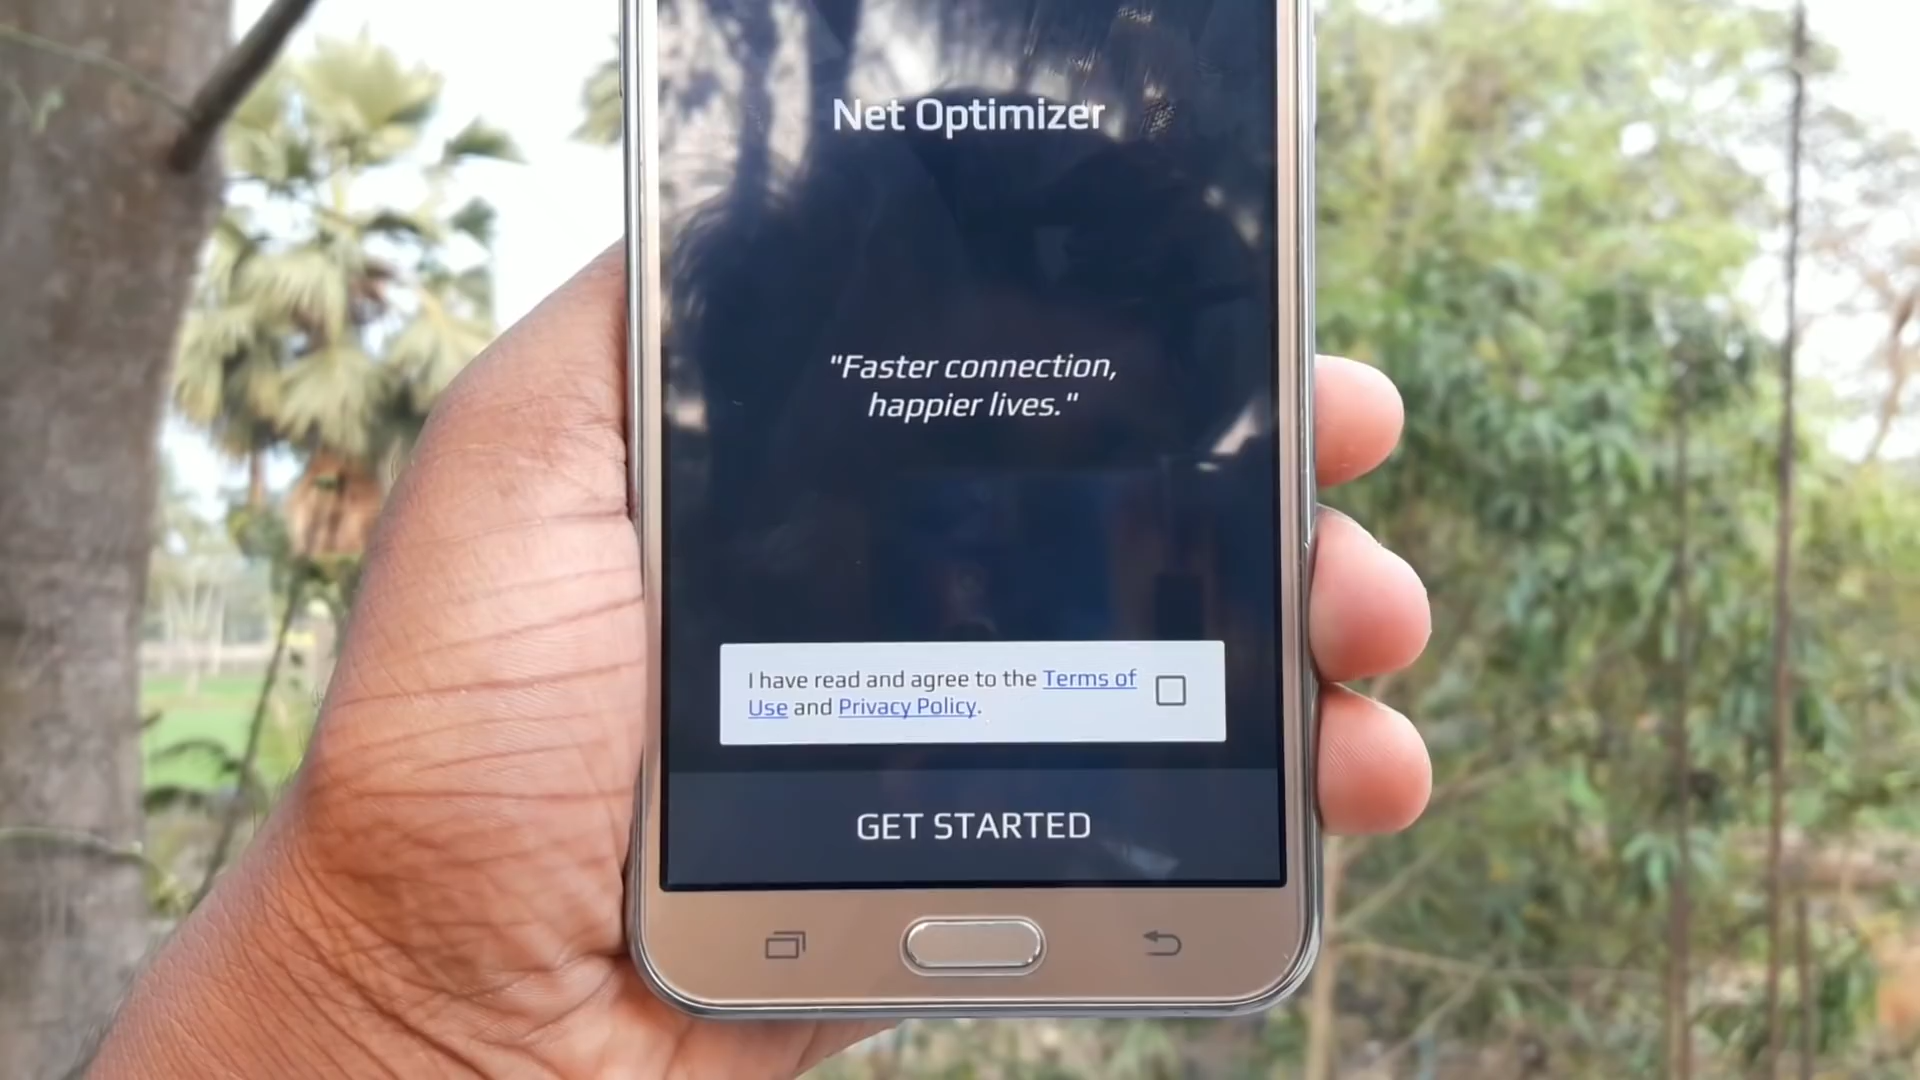 Net Optimizer
"Faster connection,
happier lives."
I have read and agree to the Terms of
Use and Privacy Policy.
GET STARTED